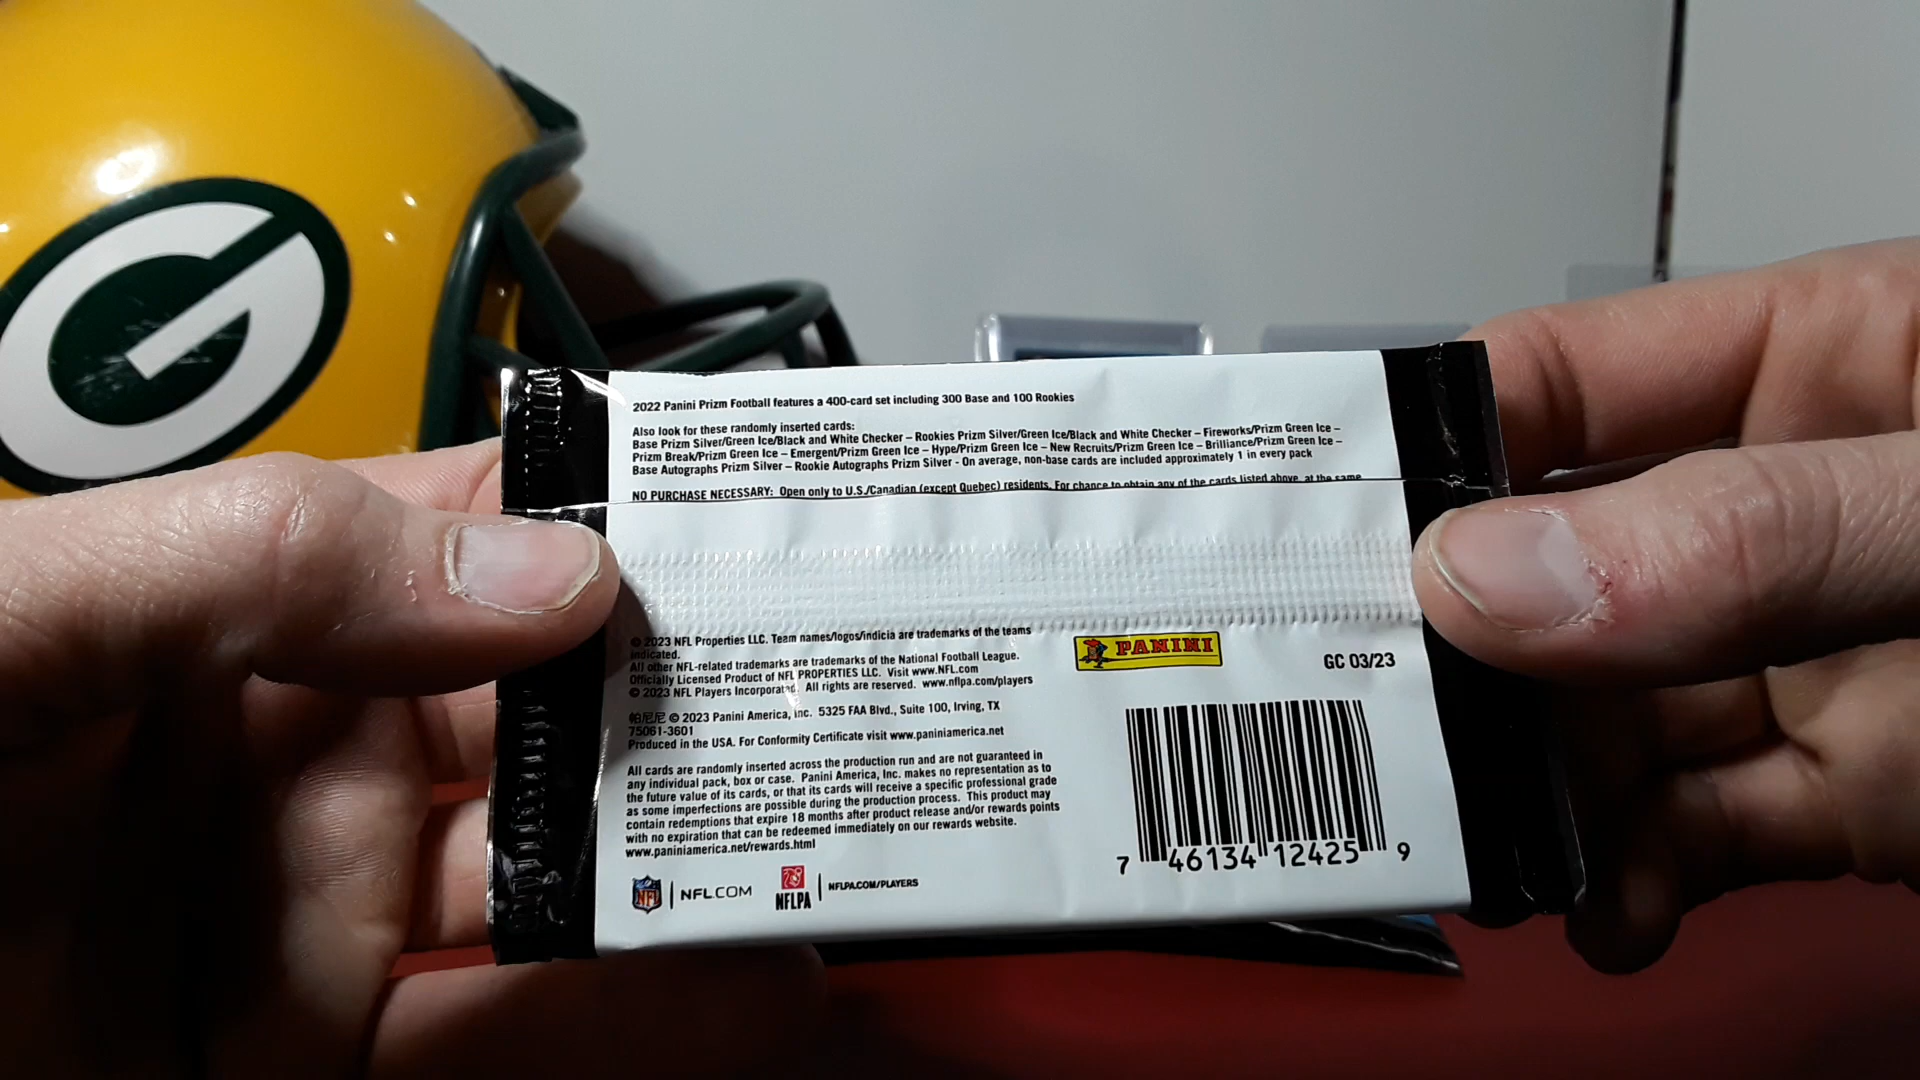 G
2022 Panini Prizm Football features a 400-card set including 300 Base and 100 Rookies
Also look for these randomly inserted cards:
Base Prizm Silver/Green Ice/Black and White Checker – Rookies Prizm Silver/Green Ice/Black and White Checker – Fireworks/Prizm Green Ice –
Prizm Break/Prizm Green Ice – Emergent/Prizm Green Ice – Hype/Prizm Green Ice – New Recruits/Prizm Green Ice – Brilliance/Prizm Green Ice –
Base Autographs Prizm Silver – Rookie Autographs Prizm Silver - On average, non-base cards are included approximately 1 in every pack
NO PURCHASE NECESSARY: Open only to U.S./Canadian (except Quebec) residents. For chance to obtain any of the cards listed above, at the same
© 2023 NFL Properties LLC. Team names/logos/indicia are trademarks of the teams
indicated.
All other NFL-related trademarks are trademarks of the National Football League.
Officially Licensed Product of NFL PROPERTIES LLC. Visit www.NFL.com
© 2023 NFL Players Incorporated. All rights are reserved. www.nflpa.com/players
帕尼尼 © 2023 Panini America, Inc. 5325 FAA Blvd., Suite 100, Irving, TX
75061-3601
Produced in the USA. For Conformity Certificate visit www.paniniamerica.net
All cards are randomly inserted across the production run and are not guaranteed in
any individual pack, box or case. Panini America, Inc. makes no representation as to
the future value of its cards, or that its cards will receive a specific professional grade
as some imperfections are possible during the production process. This product may
contain redemptions that expire 18 months after product release and/or rewards points
with no expiration that can be redeemed immediately on our rewards website.
www.paniniamerica.net/rewards.html
NFL | NFL.COM
NFLPA | NFLPA.COM/PLAYERS
PANINI
GC 03/23
7 46134 12425 9